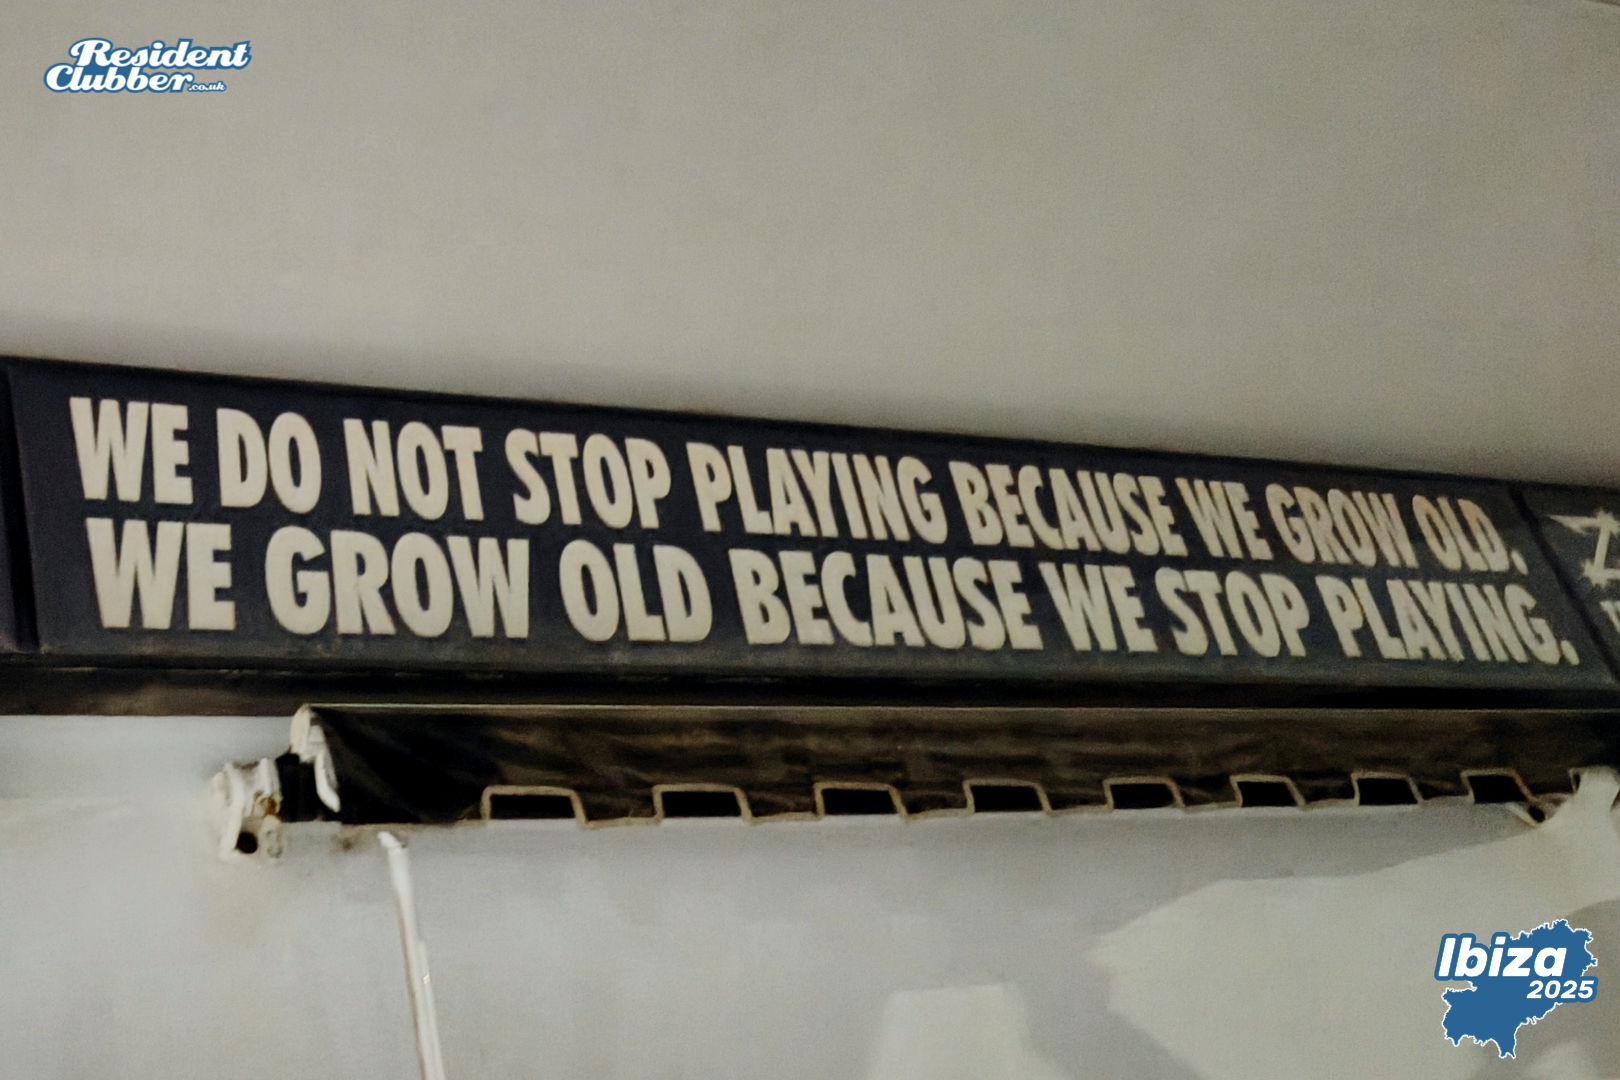 Resident
Clubber.co.uk
WE DO NOT STOP PLAYING BECAUSE WE GROW OLD.
WE GROW OLD BECAUSE WE STOP PLAYING.
Ibiza
2025